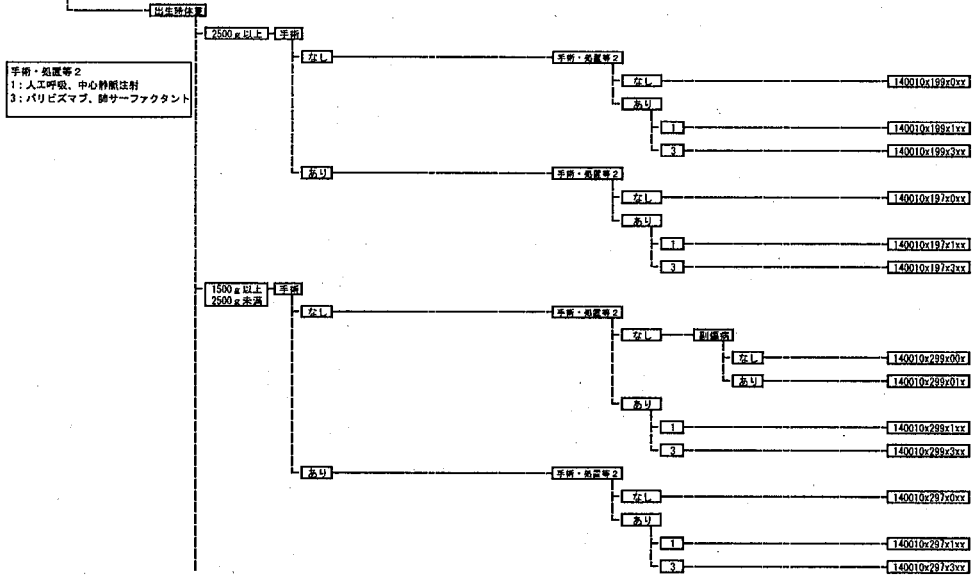 出生時体重
2500g以上
手術
手術・処置等2
1:人工呼吸、中心静脈注射
3:パリビズマブ、肺サーファクタント
なし
手術・処置等2
なし
140010x199x0xx
あり
1
140010x199x1xx
3
140010x199x3xx
あり
手術・処置等2
なし
140010x197x0xx
あり
1
140010x197x1xx
3
140010x197x3xx
1500g以上
2500g未満
手術
なし
手術・処置等2
なし
副傷病
なし
140010x299x00x
あり
140010x299x01x
あり
1
140010x299x1xx
3
140010x299x3xx
あり
手術・処置等2
なし
140010x297x0xx
あり
1
140010x297x1xx
3
140010x297x3xx